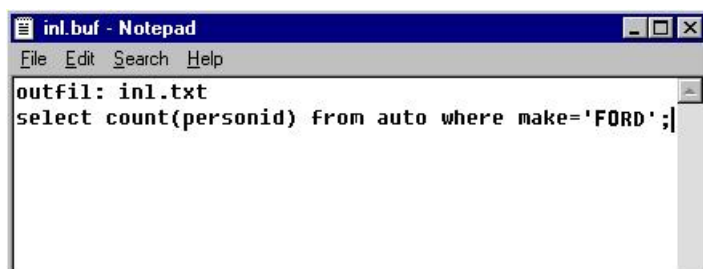 inl.buf - Notepad
File Edit Search Help
outfil: inl.txt
select count(personid) from auto where make='FORD';